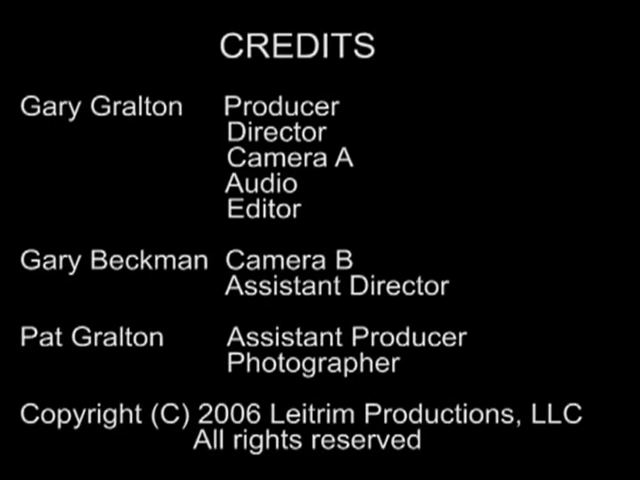 CREDITS
Gary Gralton Producer
Director
Camera A
Audio
Editor
Gary Beckman Camera B
Assistant Director
Pat Gralton Assistant Producer
Photographer
Copyright (C) 2006 Leitrim Productions, LLC
All rights reserved